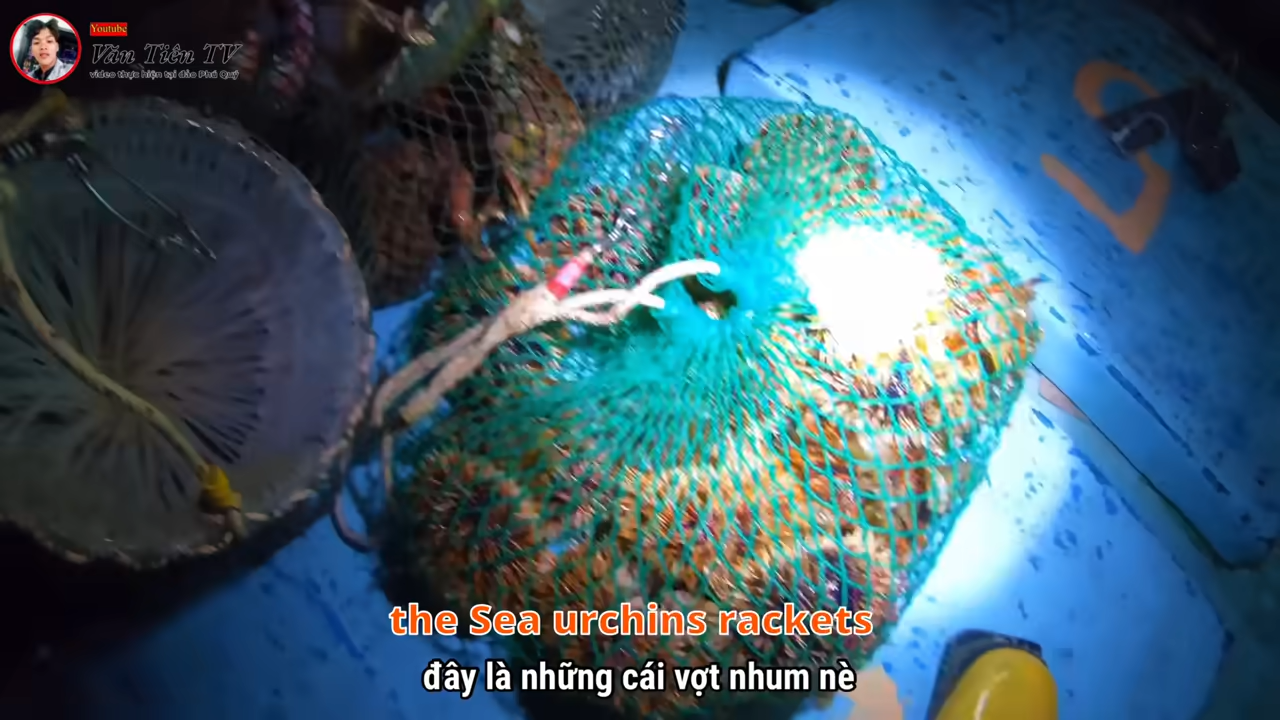 Youtube
Văn Tiên TV
video thực hiện tại đảo Phú Quý
the Sea urchins rackets
đây là những cái vợt nhum nè